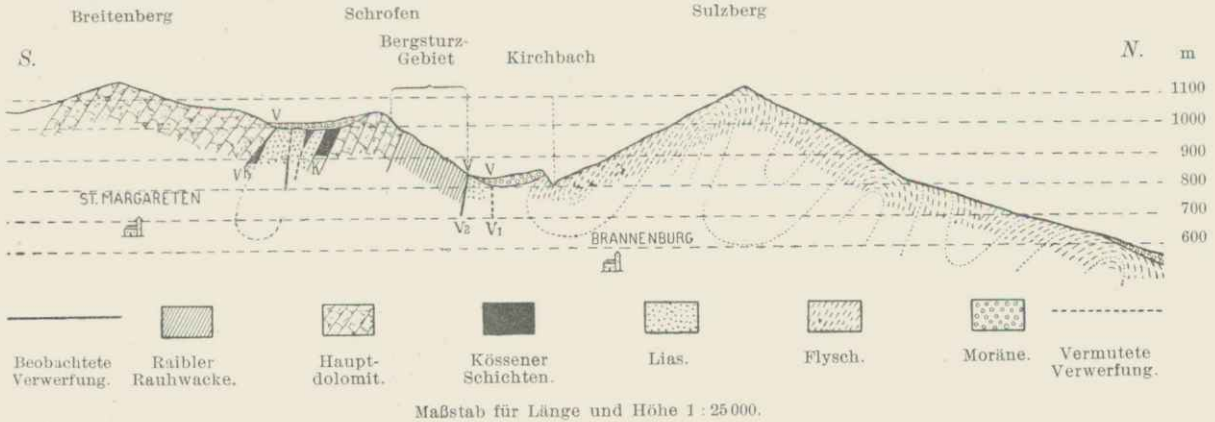 Breitenberg Schrofen Sulzberg
Bergsturz-
Gebiet Kirchbach
S. N. m
1100
V 1000
900
V V 800
ST. MARGARETEN
700
V2 V1
BRANNENBURG 600
Beobachtete Verwerfung.
Raibler Rauhwacke.
Haupt-
dolomit.
Kössener Schichten.
Lias.
Flysch.
Moräne.
Vermutete Verwerfung.
Maßstab für Länge und Höhe 1 : 25 000.